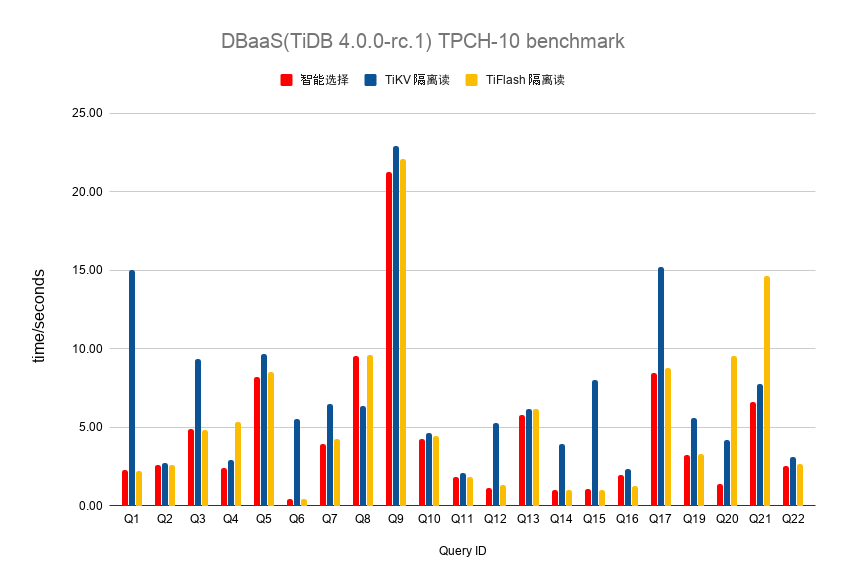 DBaaS(TiDB 4.0.0-rc.1) TPCH-10 benchmark
智能选择 TiKV 隔离读 TiFlash 隔离读
25.00
20.00
15.00
10.00
5.00
0.00
time/seconds
Q1 Q2 Q3 Q4 Q5 Q6 Q7 Q8 Q9 Q10 Q11 Q12 Q13 Q14 Q15 Q16 Q17 Q19 Q20 Q21 Q22
Query ID